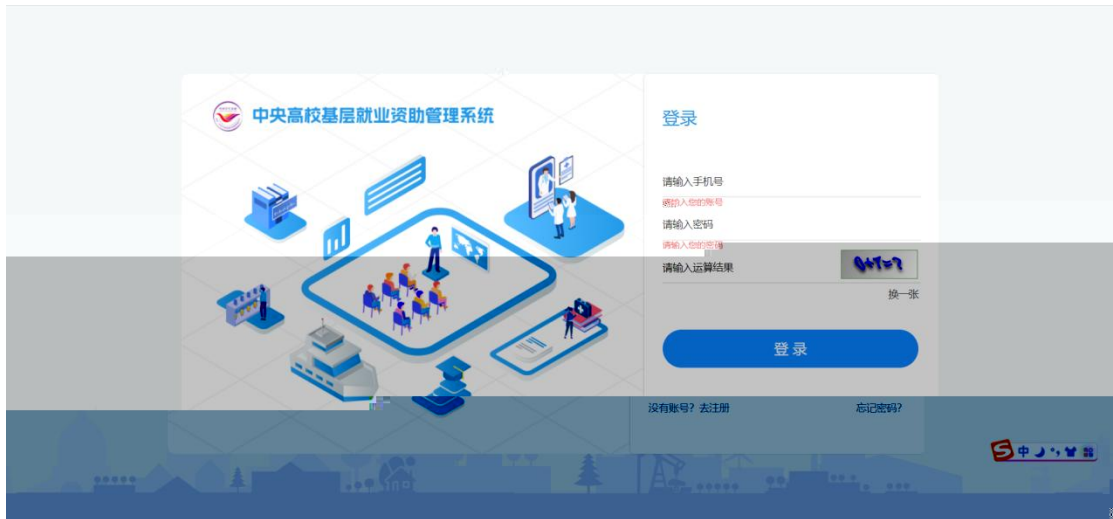 中央高校基层就业资助管理系统
登录
请输入手机号
请输入您的账号
请输入密码
请输入您的密码
请输入运算结果
换一张
登录
没有账号？去注册
忘记密码?
中